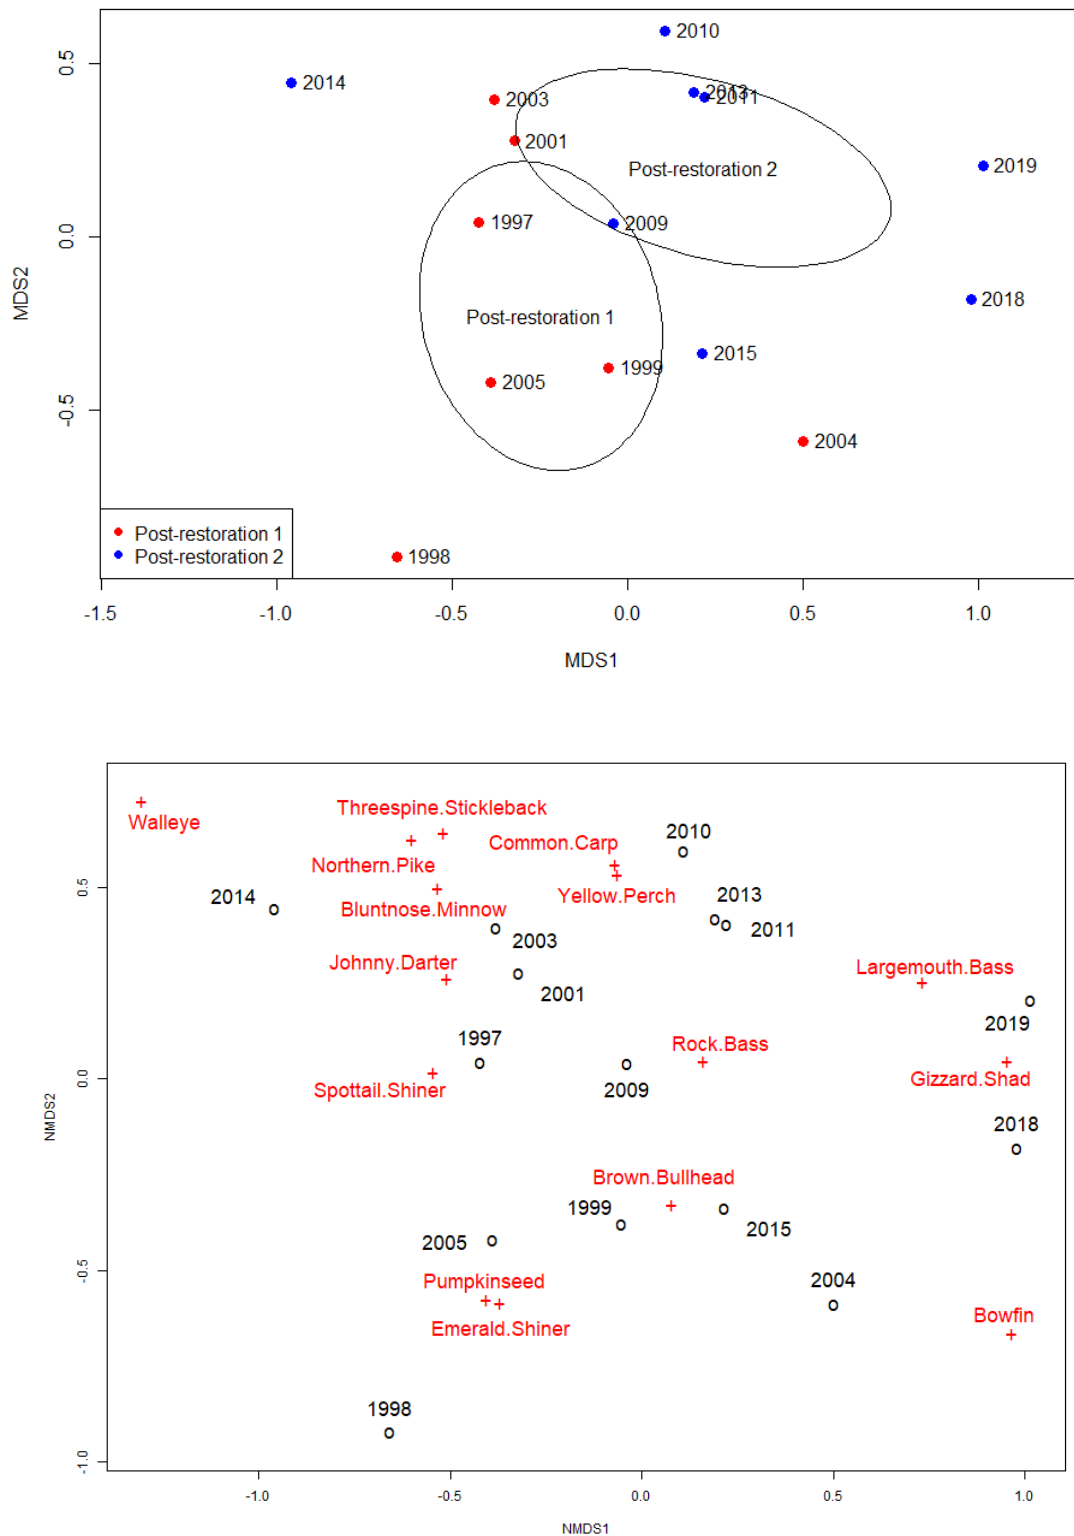 2010
0.5
2014
2003
2013
2011
2001
Post-restoration 2
2019
1997
2009
0.0
MDS2
2018
Post-restoration 1
2015
1999
2005
-0.5
2004
Post-restoration 1
Post-restoration 2
1998
-1.5 -1.0 -0.5 0.0 0.5 1.0
MDS1
Walleye
Threespine.Stickleback
Common.Carp
2010
Northern.Pike
Yellow.Perch
2014
0.5
2013
Bluntnose.Minnow
2003
2011
Johnny.Darter
Largemouth.Bass
2001
2019
1997
Rock.Bass
0.0
Spottail.Shiner
2009
Gizzard.Shad
NMDS2
2018
Brown.Bullhead
1999
2015
2005
-0.5
Pumpkinseed
2004
Emerald.Shiner
Bowfin
1998
-1.0
-1.0 -0.5 0.0 0.5 1.0
NMDS1